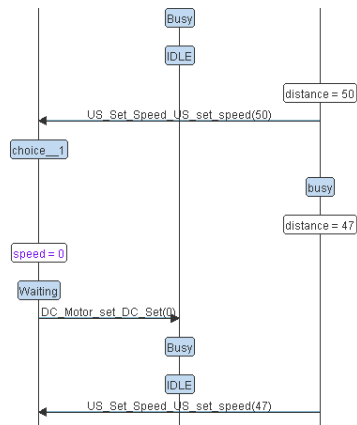 Busy
IDLE
distance = 50
US_Set_Speed_US_set_speed(50)
choice__1
busy
distance = 47
speed = 0
Waiting
DC_Motor_set_DC_Set(0)
Busy
IDLE
US_Set_Speed_US_set_speed(47)